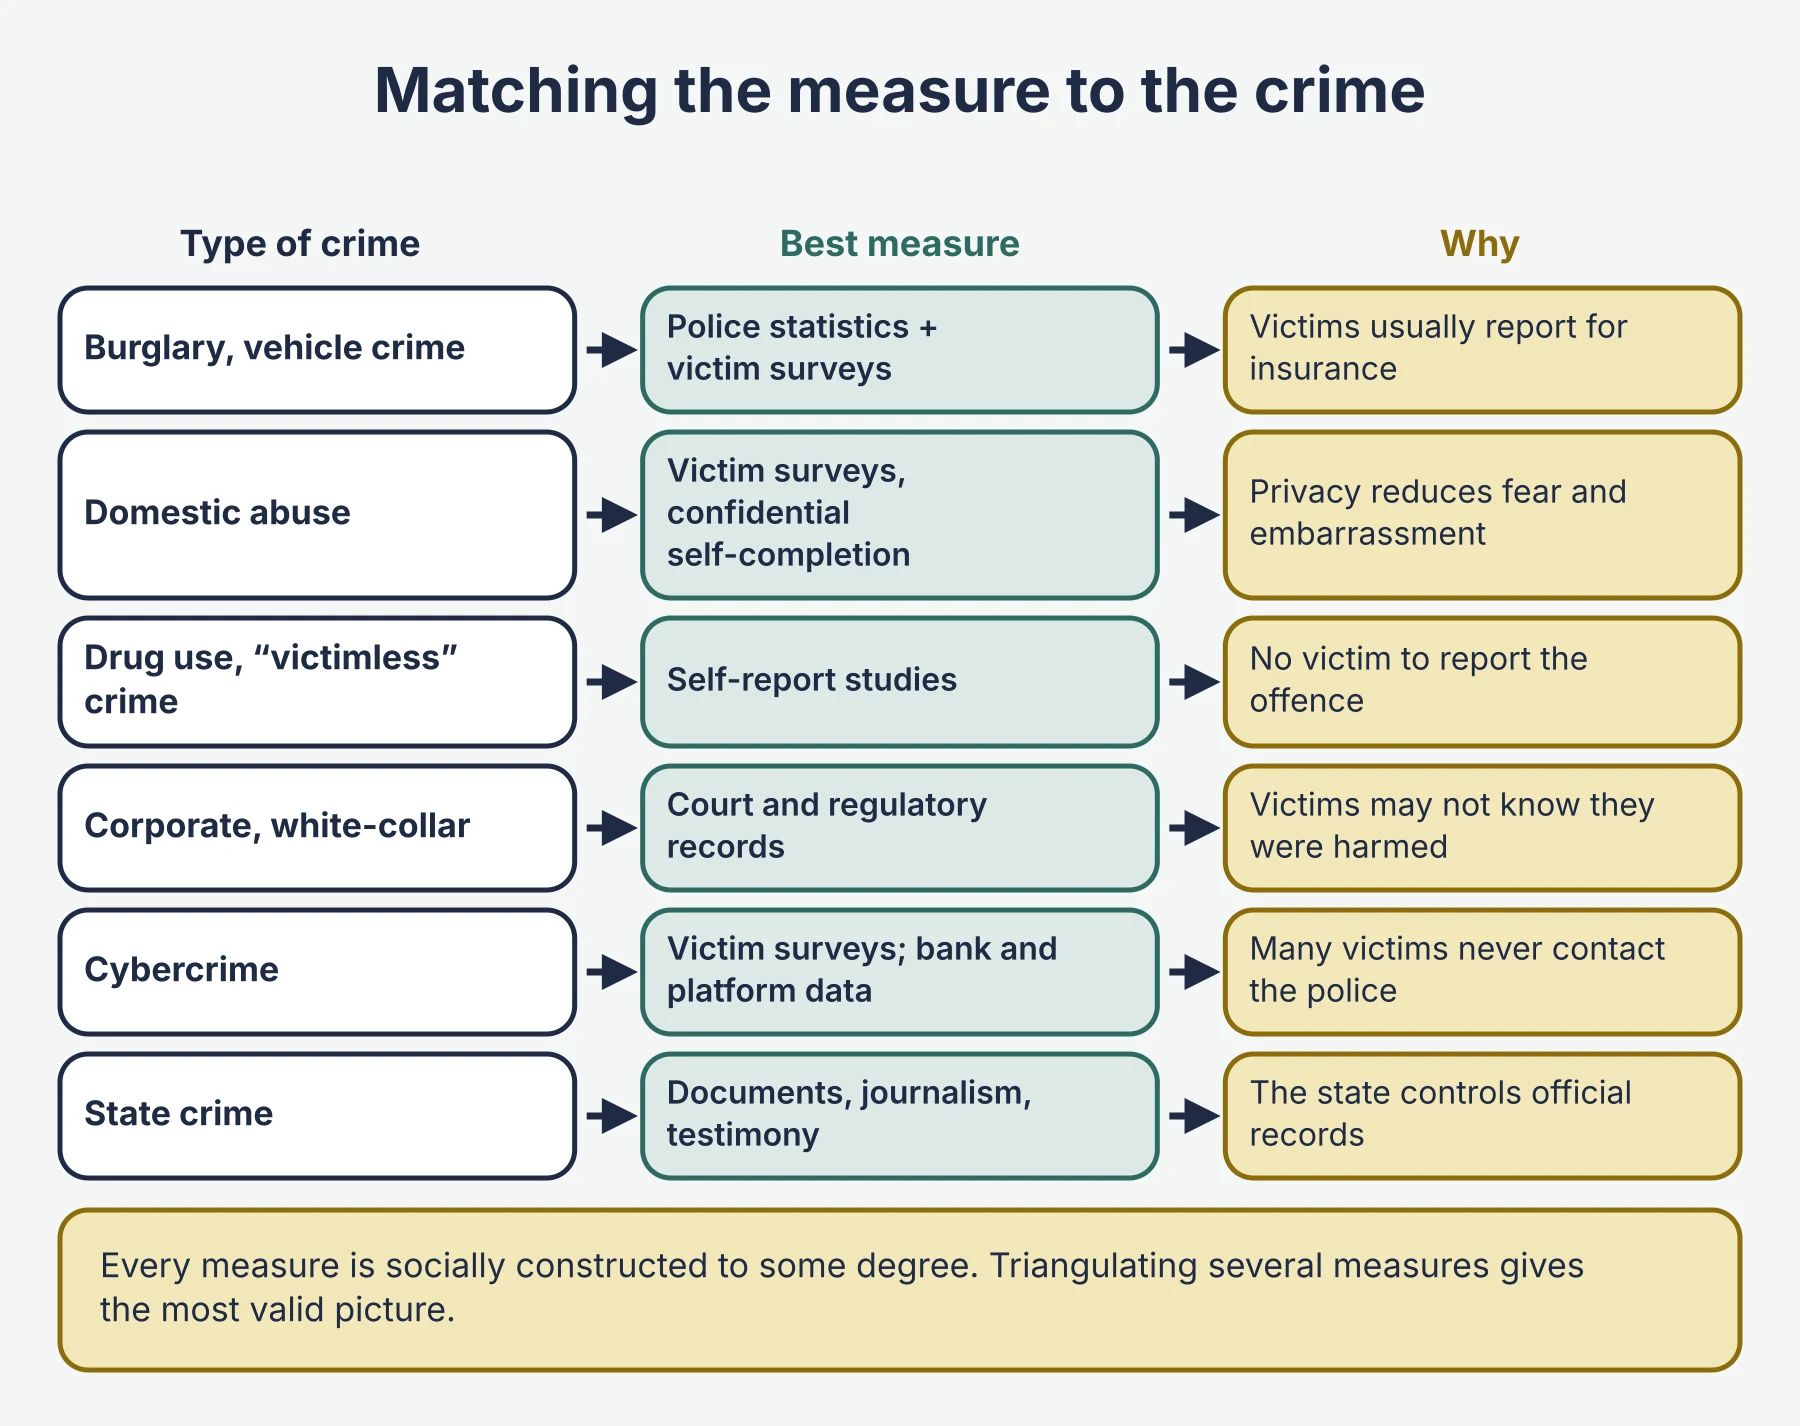 Matching the measure to the crime
Type of crime
Best measure
Why
Burglary, vehicle crime
Police statistics +
victim surveys
Victims usually report for
insurance
Domestic abuse
Victim surveys,
confidential
self-completion
Privacy reduces fear and
embarrassment
Drug use, “victimless”
crime
Self-report studies
No victim to report the
offence
Corporate, white-collar
Court and regulatory
records
Victims may not know they
were harmed
Cybercrime
Victim surveys; bank and
platform data
Many victims never contact
the police
State crime
Documents, journalism,
testimony
The state controls official
records
Every measure is socially constructed to some degree. Triangulating several measures gives
the most valid picture.